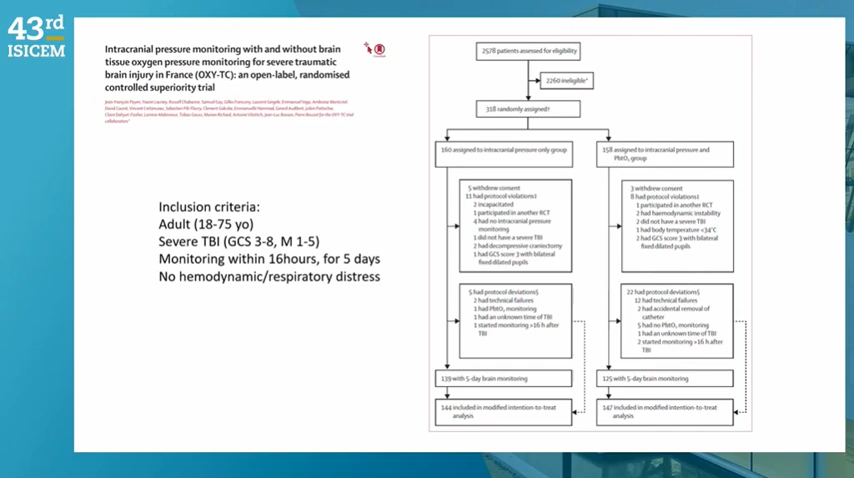 43rd
ISICEM
Intracranial pressure monitoring with and without brain
tissue oxygen pressure monitoring for severe traumatic
brain injury in France (OXY-TC): an open-label, randomised
controlled superiority trial
Inclusion criteria:
Adult (18-75 yo)
Severe TBI (GCS 3-8, M 1-5)
Monitoring within 16hours, for 5 days
No hemodynamic/respiratory distress
2578 patients assessed for eligibility
2260 ineligible*
318 randomly assigned†
160 assigned to intracranial pressure-only group
5 withdrew consent
11 had protocol violations‡
2 incapacitated
1 participated in another RCT
4 had no intracranial pressure
monitoring
1 did not have a severe TBI
2 had decompressive craniectomy
1 had GCS score 3 with bilateral
fixed dilated pupils
5 had protocol deviations§
2 had technical failures
1 had PbtO₂ monitoring
1 had an unknown time of TBI
1 started monitoring >16 h after
TBI
139 with 5-day brain monitoring
144 included in modified intention-to-treat
analysis
158 assigned to intracranial pressure and
PbtO₂ group
3 withdrew consent
8 had protocol violations‡
1 participated in another RCT
2 had haemodynamic instability
2 did not have a severe TBI
1 had body temperature <34°C
2 had GCS score 3 with bilateral
fixed dilated pupils
22 had protocol deviations§
12 had technical failures
2 had accidental removal of
catheter
5 had no PbtO₂ monitoring
1 had an unknown time of TBI
2 started monitoring >16 h after
TBI
125 with 5-day brain monitoring
147 included in modified intention-to-treat
analysis